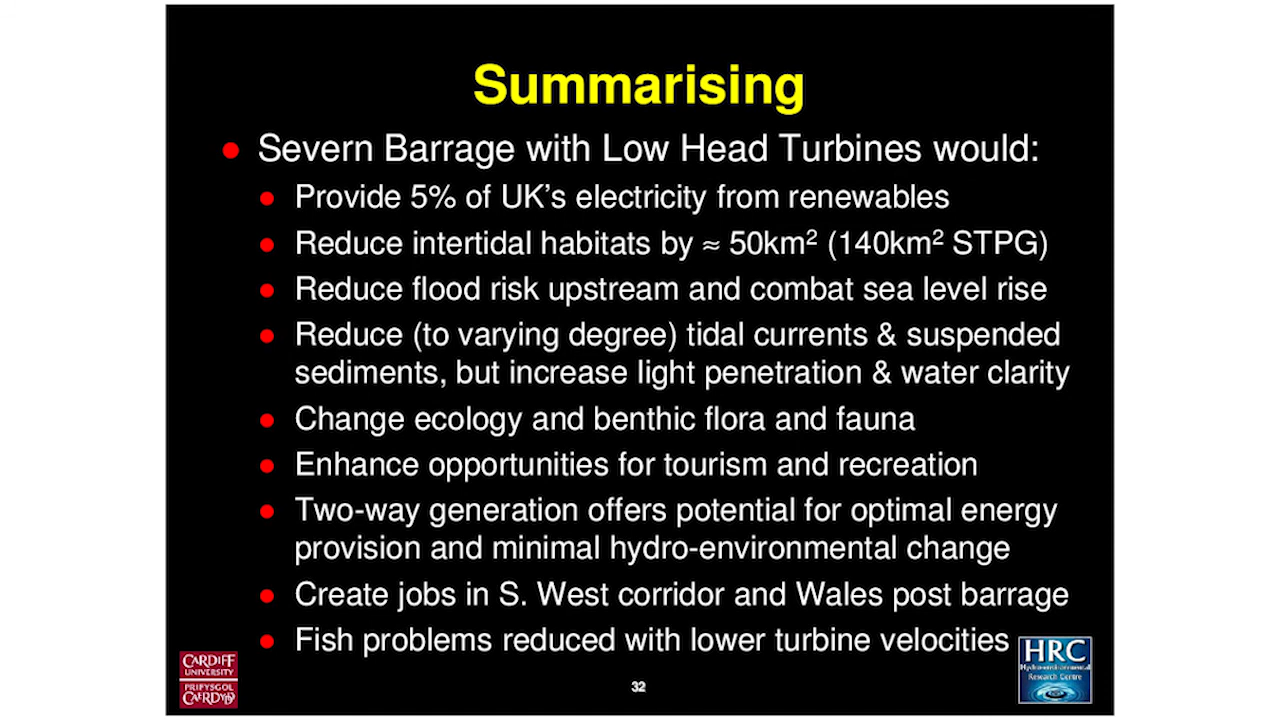 Summarising
Severn Barrage with Low Head Turbines would:
Provide 5% of UK’s electricity from renewables
Reduce intertidal habitats by ≈ 50km² (140km² STPG)
Reduce flood risk upstream and combat sea level rise
Reduce (to varying degree) tidal currents & suspended
sediments, but increase light penetration & water clarity
Change ecology and benthic flora and fauna
Enhance opportunities for tourism and recreation
Two-way generation offers potential for optimal energy
provision and minimal hydro-environmental change
Create jobs in S. West corridor and Wales post barrage
Fish problems reduced with lower turbine velocities
CARDIFF
UNIVERSITY
PRIFYSGOL
CAERDYDD
32
HRC
Hydro-environmental
Research Centre